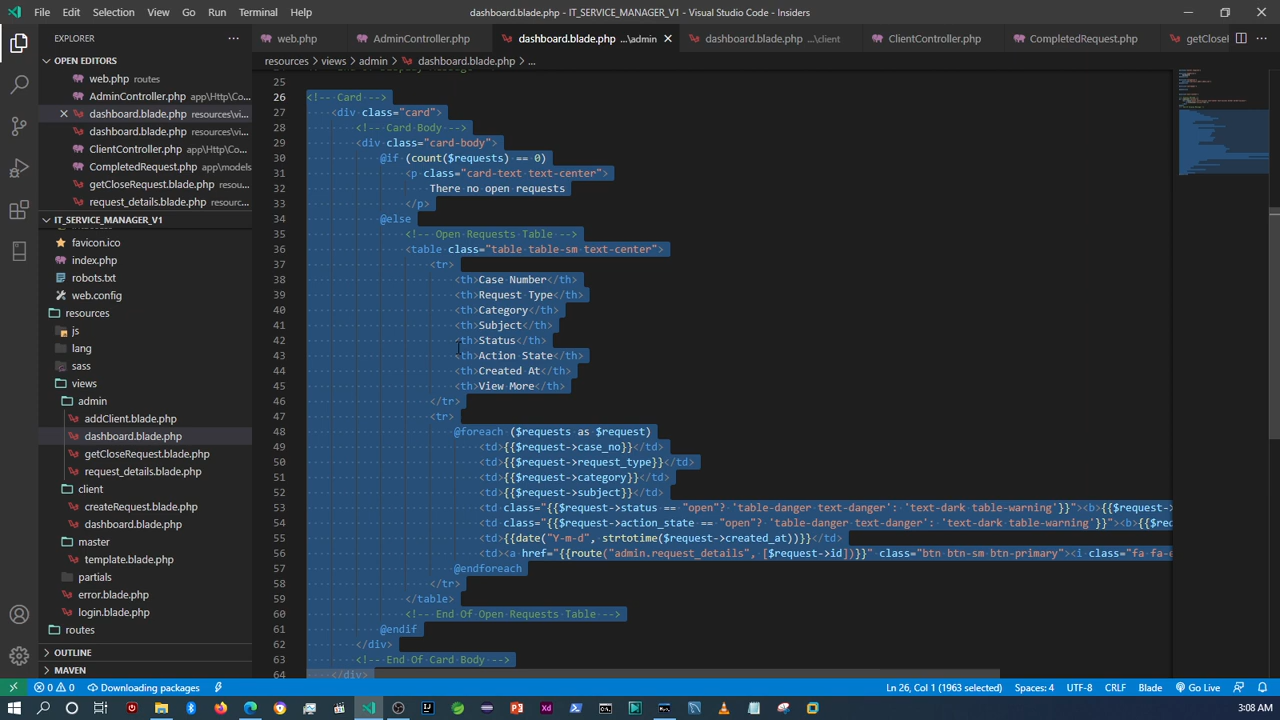 File Edit Selection View Go Run Terminal Help
dashboard.blade.php - IT_SERVICE_MANAGER_V1 - Visual Studio Code - Insiders
EXPLORER
web.php
AdminController.php
dashboard.blade.php ...\admin
dashboard.blade.php ...\client
ClientController.php
CompletedRequest.php
getCloseI
resources > views > admin > dashboard.blade.php > ...
OPEN EDITORS
web.php routes
AdminController.php app\Http\Co...
dashboard.blade.php resources\vi...
dashboard.blade.php resources\vi...
ClientController.php app\Http\Co...
CompletedRequest.php app\models
getCloseRequest.blade.php resou...
request_details.blade.php resourc...
IT_SERVICE_MANAGER_V1
favicon.ico
index.php
robots.txt
web.config
resources
js
lang
sass
views
admin
addClient.blade.php
dashboard.blade.php
getCloseRequest.blade.php
request_details.blade.php
client
createRequest.blade.php
dashboard.blade.php
master
template.blade.php
partials
error.blade.php
login.blade.php
routes
OUTLINE
MAVEN
25
26 <!-- Card -->
27 <div class="card">
28 <!-- Card Body -->
29 <div class="card-body">
30 @if (count($requests) == 0)
31 <p class="card-text text-center">
32 There no open requests
33 </p>
34 @else
35 <!-- Open Requests Table -->
36 <table class="table table-sm text-center">
37 <tr>
38 <th>Case Number</th>
39 <th>Request Type</th>
40 <th>Category</th>
41 <th>Subject</th>
42 <th>Status</th>
43 <th>Action State</th>
44 <th>Created At</th>
45 <th>View More</th>
46 </tr>
47 <tr>
48 @foreach ($requests as $request)
49 <td>{{$request->case_no}}</td>
50 <td>{{$request->request_type}}</td>
51 <td>{{$request->category}}</td>
52 <td>{{$request->subject}}</td>
53 <td class="{{$request->status == "open"? 'table-danger text-danger': 'text-dark table-warning'}}"><b>{{$request->
54 <td class="{{$request->action_state == "open"? 'table-danger text-danger': 'text-dark table-warning'}}"><b>{{$req
55 <td>{{date("Y-m-d", strtotime($request->created_at))}}</td>
56 <td><a href="{{route("admin.request_details", [$request->id])}}" class="btn btn-sm btn-primary"><i class="fa fa-e
57 @endforeach
58 </tr>
59 </table>
60 <!-- End Of Open Requests Table -->
61 @endif
62 </div>
63 <!-- End Of Card Body -->
64 </div>
0 0 Downloading packages
Ln 26, Col 1 (1963 selected) Spaces: 4 UTF-8 CRLF Blade Go Live
3:08 AM